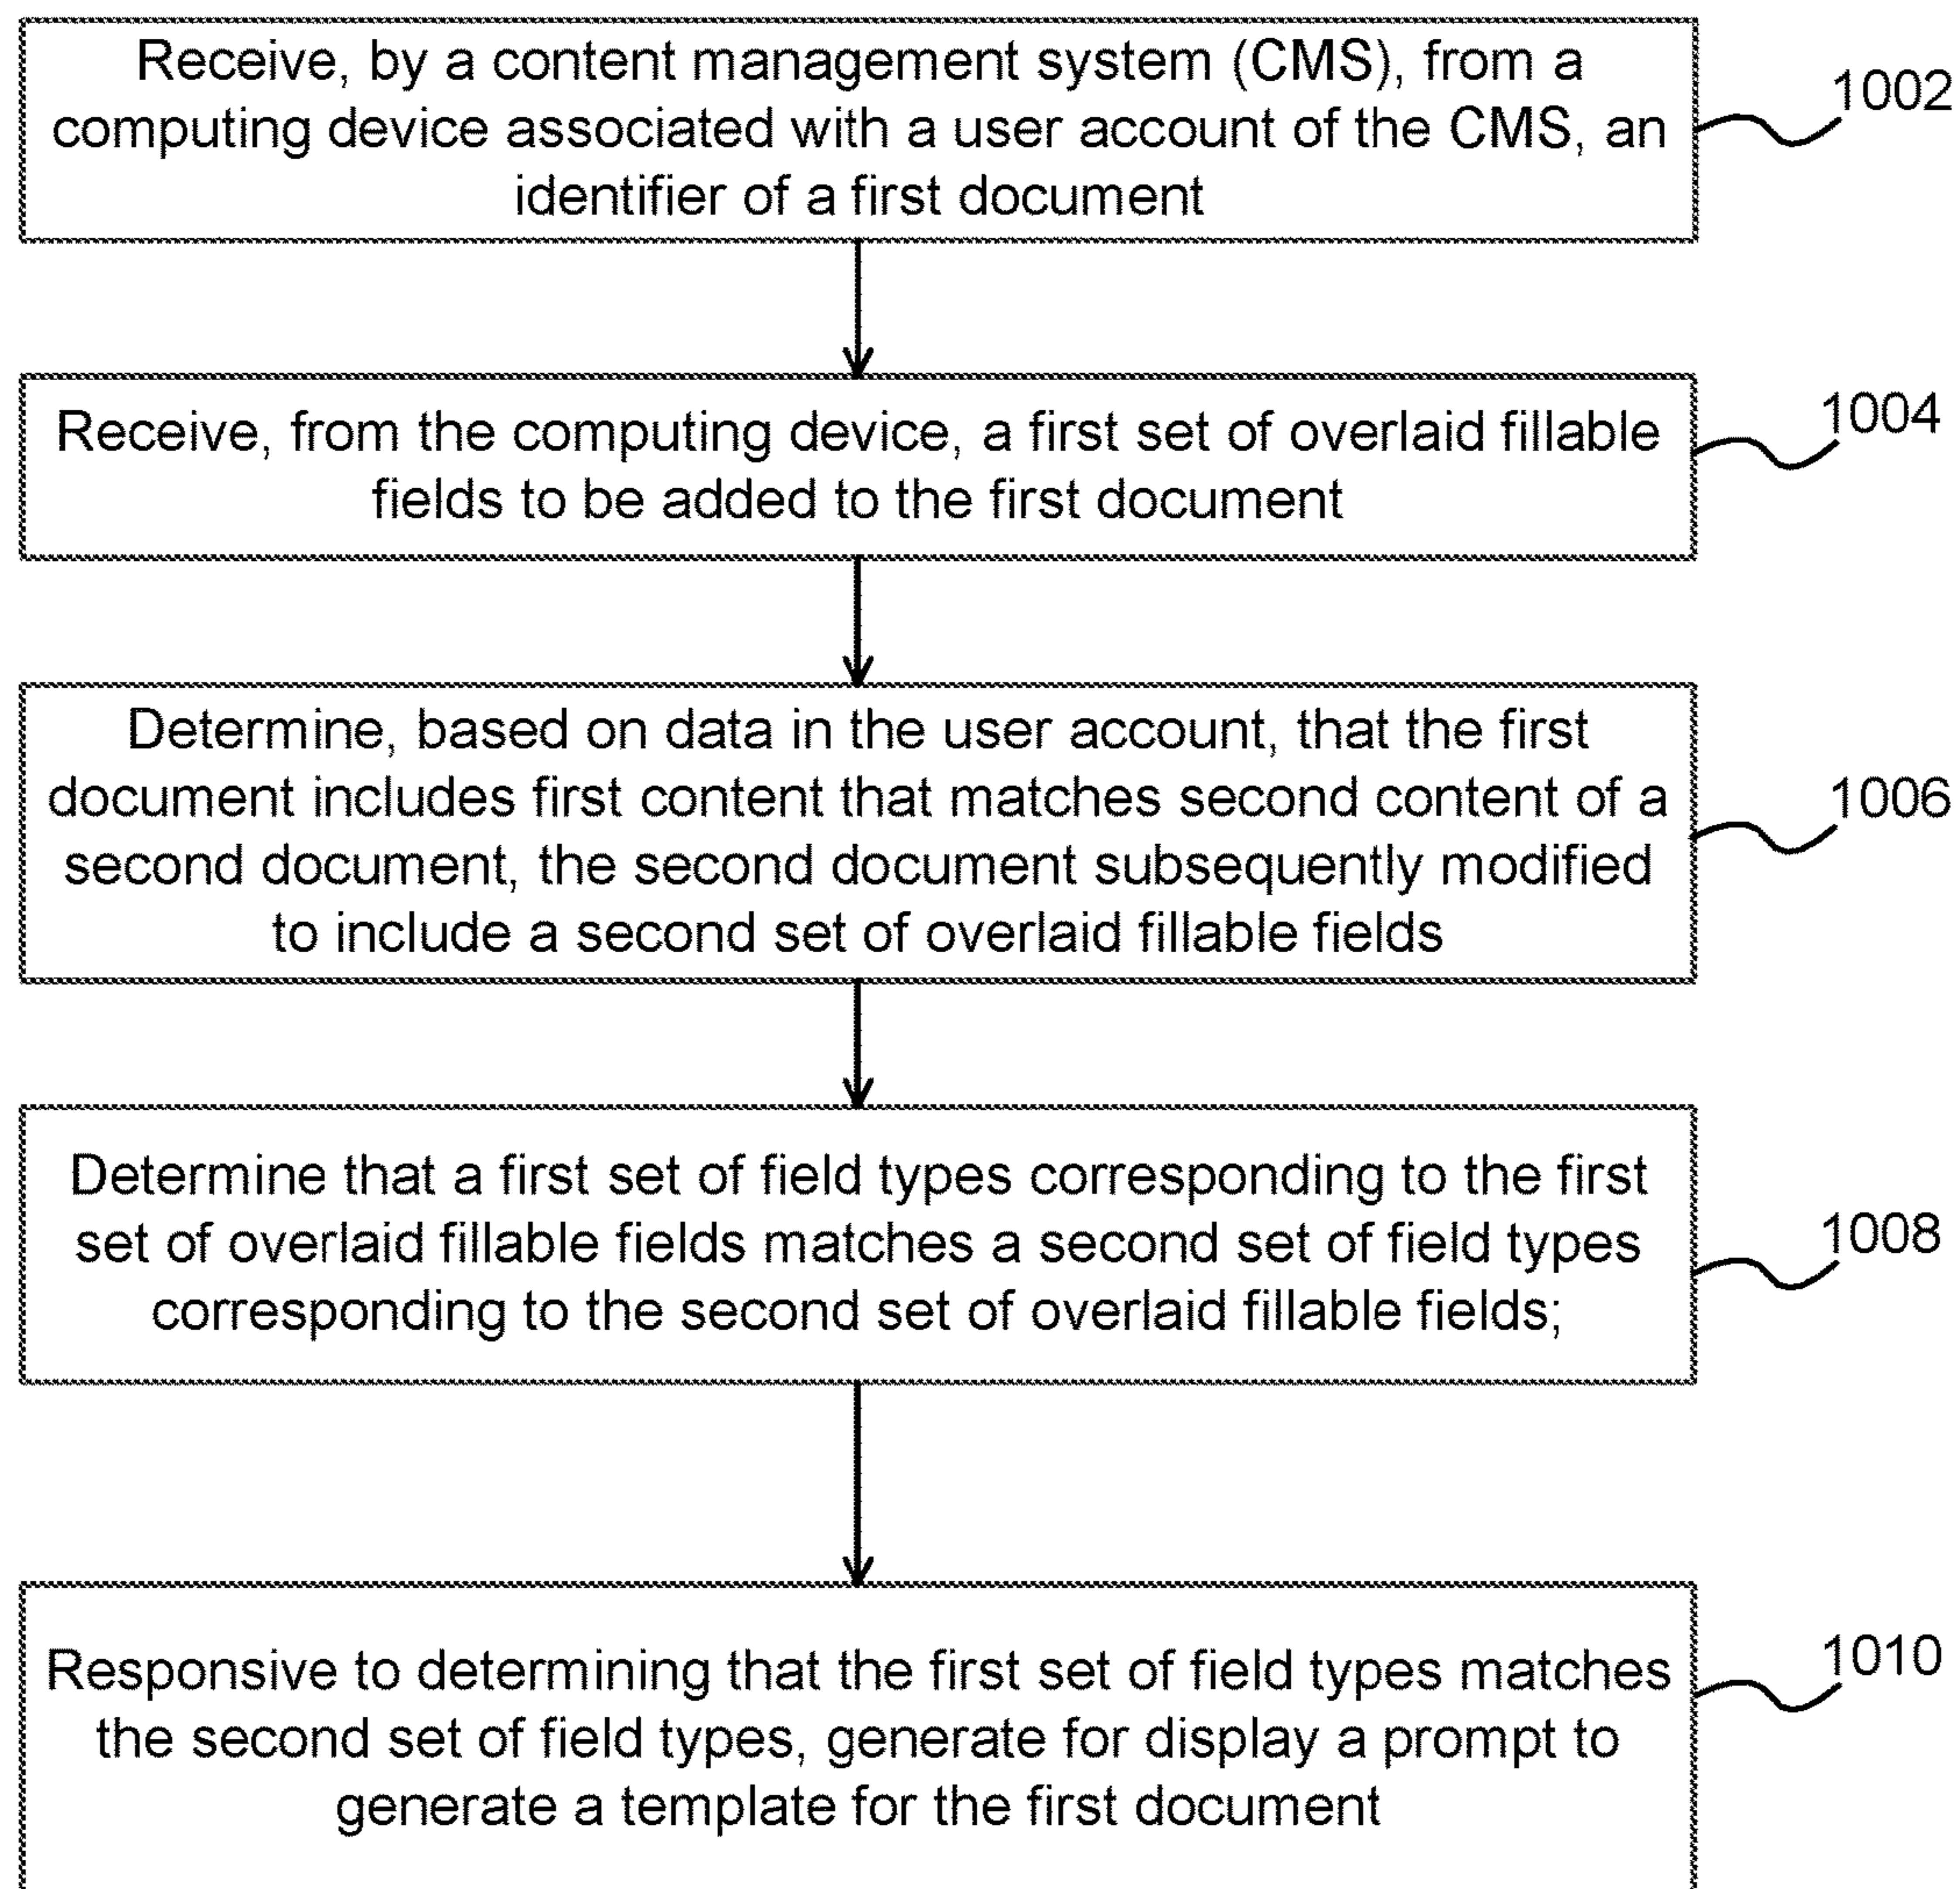 Receive, by a content management system (CMS), from a
computing device associated with a user account of the CMS, an
identifier of a first document
1002
Receive, from the computing device, a first set of overlaid fillable
fields to be added to the first document
1004
Determine, based on data in the user account, that the first
document includes first content that matches second content of a
second document, the second document subsequently modified
to include a second set of overlaid fillable fields
1006
Determine that a first set of field types corresponding to the first
set of overlaid fillable fields matches a second set of field types
corresponding to the second set of overlaid fillable fields;
1008
Responsive to determining that the first set of field types matches
the second set of field types, generate for display a prompt to
generate a template for the first document
1010